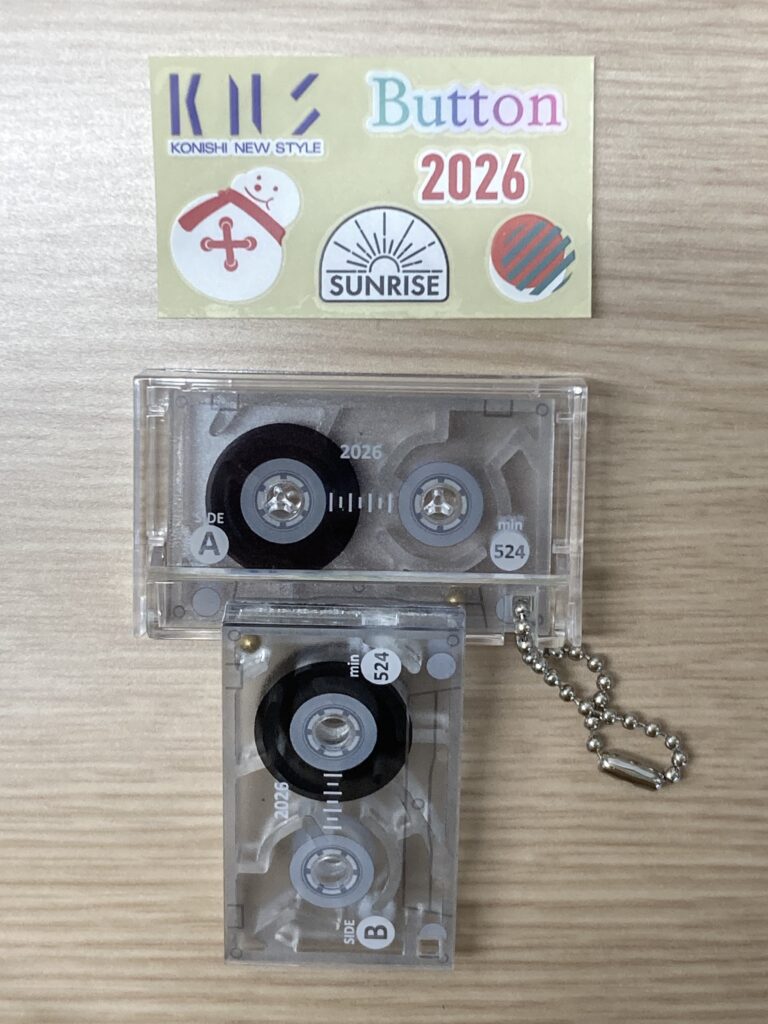 KNS
KONISHI NEW STYLE
Button
2026
SUNRISE
2026
SIDE
A
min
524
min
524
2026
SIDE
B